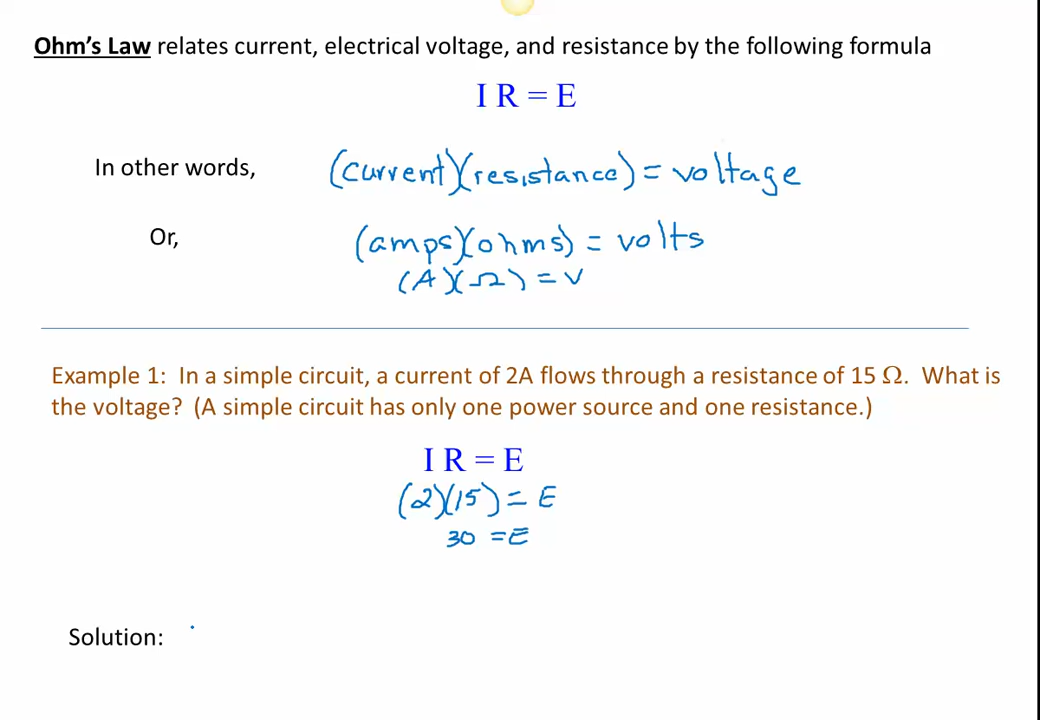 Ohm's Law relates current, electrical voltage, and resistance by the following formula
I R = E
In other words, (current)(resistance) = voltage
Or, (amps)(ohms) = volts
(A)(Ω) = V
Example 1: In a simple circuit, a current of 2A flows through a resistance of 15 Ω. What is
the voltage? (A simple circuit has only one power source and one resistance.)
I R = E
(2)(15) = E
30 = E
Solution: